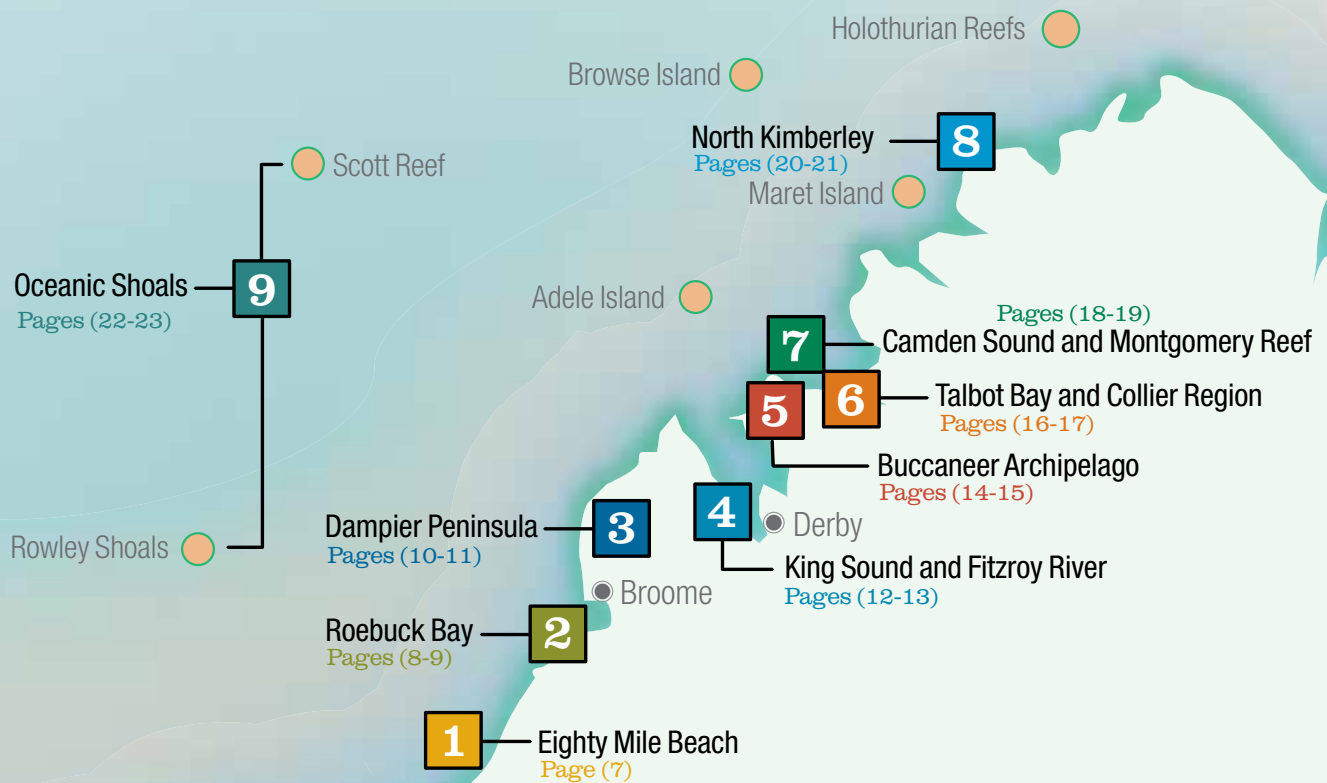 Holothurian Reefs
Browse Island
North Kimberley
Pages (20-21)
8
Scott Reef
Maret Island
Oceanic Shoals
Pages (22-23)
9
Adele Island
Pages (18-19)
7
Camden Sound and Montgomery Reef
6
Talbot Bay and Collier Region
Pages (16-17)
5
Buccaneer Archipelago
Pages (14-15)
Rowley Shoals
Dampier Peninsula
Pages (10-11)
3
4
Derby
King Sound and Fitzroy River
Pages (12-13)
Broome
Roebuck Bay
Pages (8-9)
2
1
Eighty Mile Beach
Page (7)